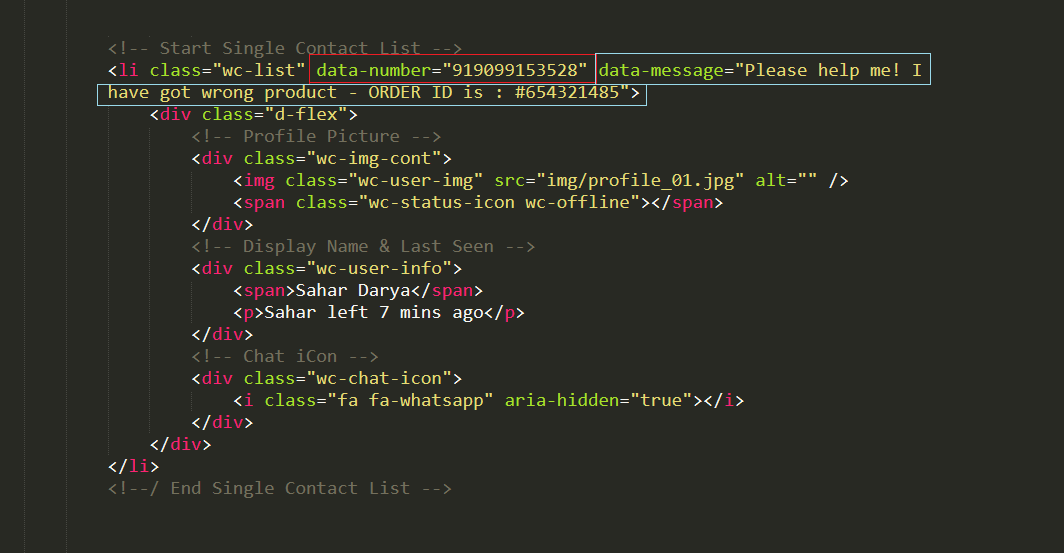 <!-- Start Single Contact List -->
<li class="wc-list" data-number="919099153528" data-message="Please help me! I
have got wrong product - ORDER ID is : #654321485">
<div class="d-flex">
<!-- Profile Picture -->
<div class="wc-img-cont">
<img class="wc-user-img" src="img/profile_01.jpg" alt="" />
<span class="wc-status-icon wc-offline"></span>
</div>
<!-- Display Name & Last Seen -->
<div class="wc-user-info">
<span>Sahar Darya</span>
<p>Sahar left 7 mins ago</p>
</div>
<!-- Chat iCon -->
<div class="wc-chat-icon">
<i class="fa fa-whatsapp" aria-hidden="true"></i>
</div>
</div>
</li>
<!--/ End Single Contact List -->